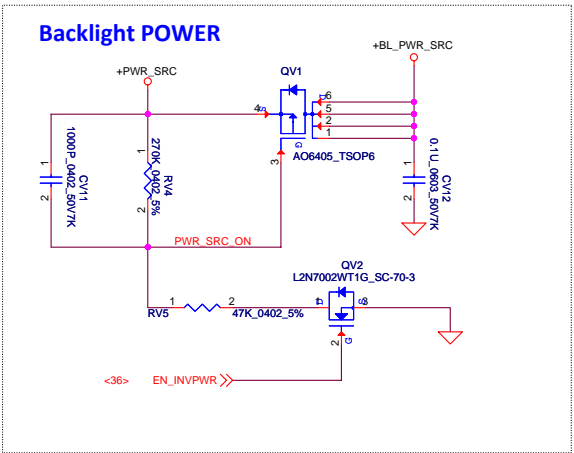 Backlight POWER
+BL_PWR_SRC
+PWR_SRC
QV1
4
S
D
6
5
2
1
G
3
AO6405_TSOP6
1
2
1000P_0402_50V7K
CV11
1
2
270K_0402_5%
RV4
1
2
0.1U_0603_50V7K
CV12
PWR_SRC_ON
QV2
L2N7002WT1G_SC-70-3
1
2
RV5
47K_0402_5%
1
D
S
3
2
G
<36>
EN_INVPWR